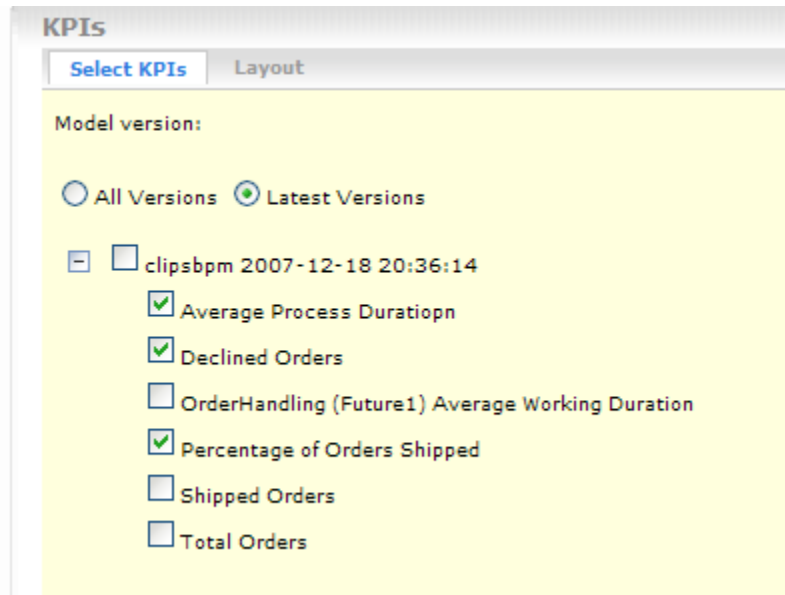 KPIs
Select KPIs Layout
Model version:
All Versions Latest Versions
clipsbpm 2007-12-18 20:36:14
Average Process Duratiopn
Declined Orders
OrderHandling (Future1) Average Working Duration
Percentage of Orders Shipped
Shipped Orders
Total Orders